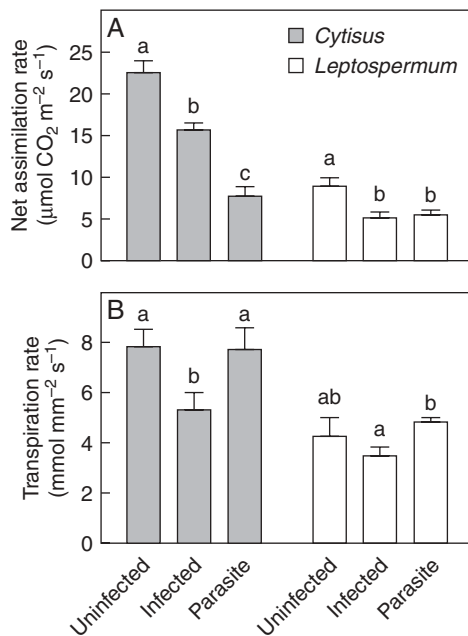 A
Cytisus
Leptospermum
Net assimilation rate
(μmol CO₂ m⁻² s⁻¹)
25
20
15
10
5
0
a
b
c
a
b
b
B
Transpiration rate
(mmol mm⁻² s⁻¹)
8
6
4
2
0
a
b
a
ab
a
b
Uninfected
Infected
Parasite
Uninfected
Infected
Parasite